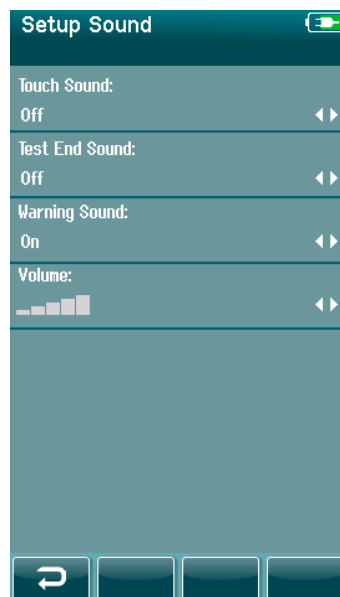 Setup Sound
Touch Sound:
Off
Test End Sound:
Off
Warning Sound:
On
Volume: